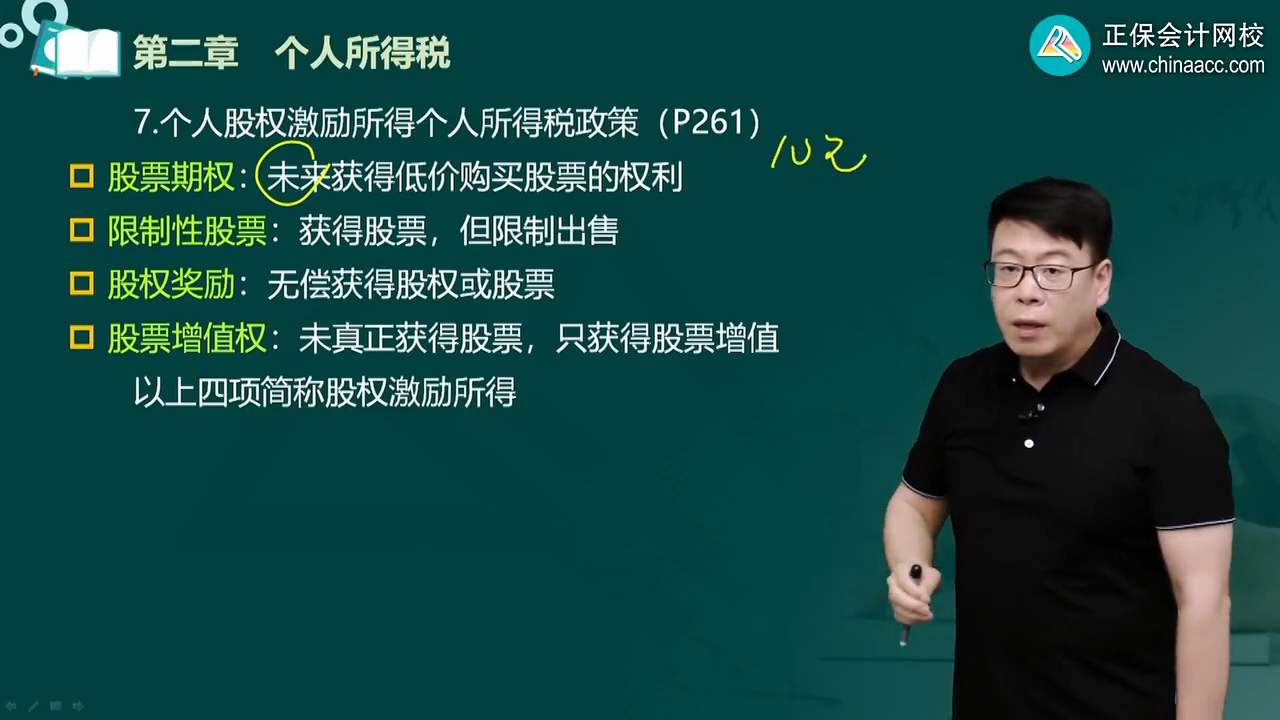 第二章 个人所得税
正保会计网校
www.chinaacc.com
7.个人股权激励所得个人所得税政策（P261）
10元
股票期权：未来获得低价购买股票的权利
限制性股票：获得股票，但限制出售
股权奖励：无偿获得股权或股票
股票增值权：未真正获得股票，只获得股票增值
以上四项简称股权激励所得